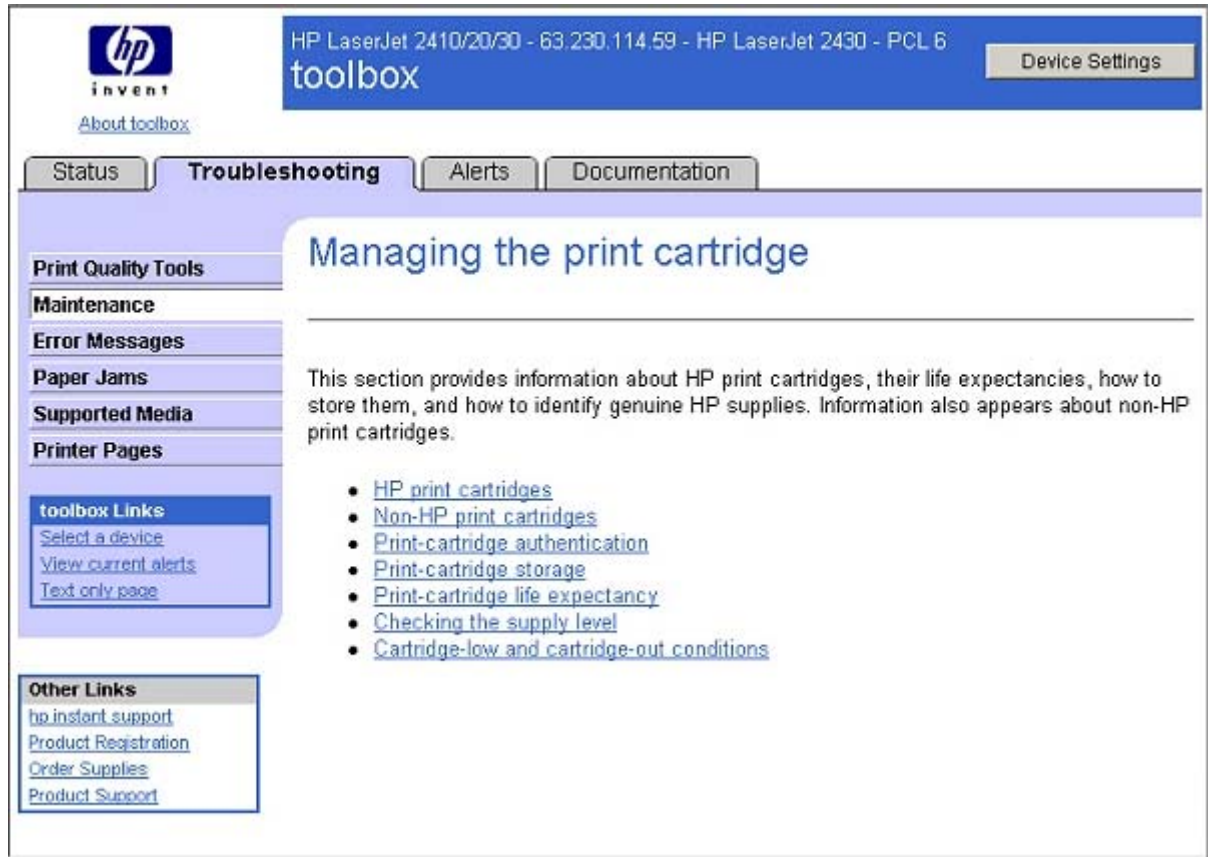 hp
invent
About toolbox
HP LaserJet 2410/20/30 - 63.230.114.59 - HP LaserJet 2430 - PCL 6
toolbox
Device Settings
Status
Troubleshooting
Alerts
Documentation
Print Quality Tools
Maintenance
Error Messages
Paper Jams
Supported Media
Printer Pages
toolbox Links
Select a device
View current alerts
Text only page
Other Links
hp instant support
Product Registration
Order Supplies
Product Support
Managing the print cartridge
This section provides information about HP print cartridges, their life expectancies, how to
store them, and how to identify genuine HP supplies. Information also appears about non-HP
print cartridges.
• HP print cartridges
• Non-HP print cartridges
• Print-cartridge authentication
• Print-cartridge storage
• Print-cartridge life expectancy
• Checking the supply level
• Cartridge-low and cartridge-out conditions